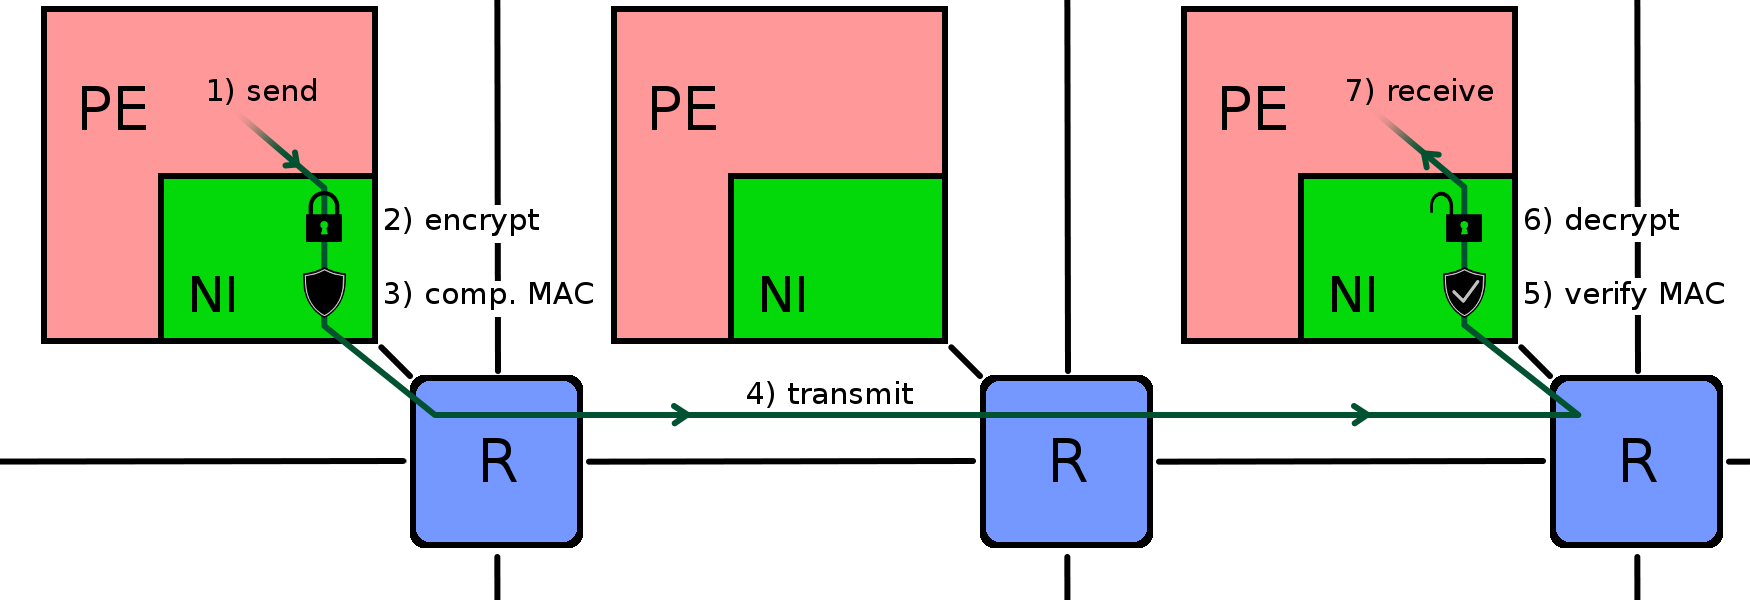 PE
1) send
NI
2) encrypt
3) comp. MAC
PE
NI
PE
7) receive
NI
6) decrypt
5) verify MAC
4) transmit
R
R
R